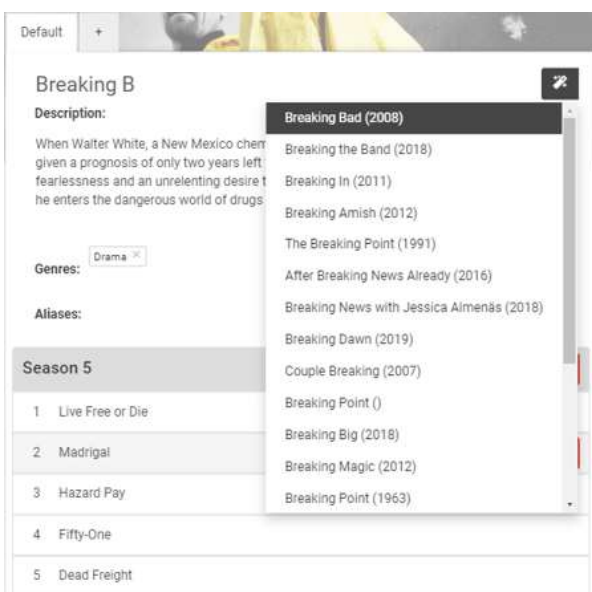 Default +
Breaking B
Description:
When Walter White, a New Mexico chem
given a prognosis of only two years left
fearlessness and an unrelenting desire t
he enters the dangerous world of drugs
Genres: Drama ×
Aliases:
Breaking Bad (2008)
Breaking the Band (2018)
Breaking In (2011)
Breaking Amish (2012)
The Breaking Point (1991)
After Breaking News Already (2016)
Breaking News with Jessica Almenäs (2018)
Breaking Dawn (2019)
Couple Breaking (2007)
Breaking Point ()
Breaking Big (2018)
Breaking Magic (2012)
Breaking Point (1963)
Season 5
1 Live Free or Die
2 Madrigal
3 Hazard Pay
4 Fifty-One
5 Dead Freight